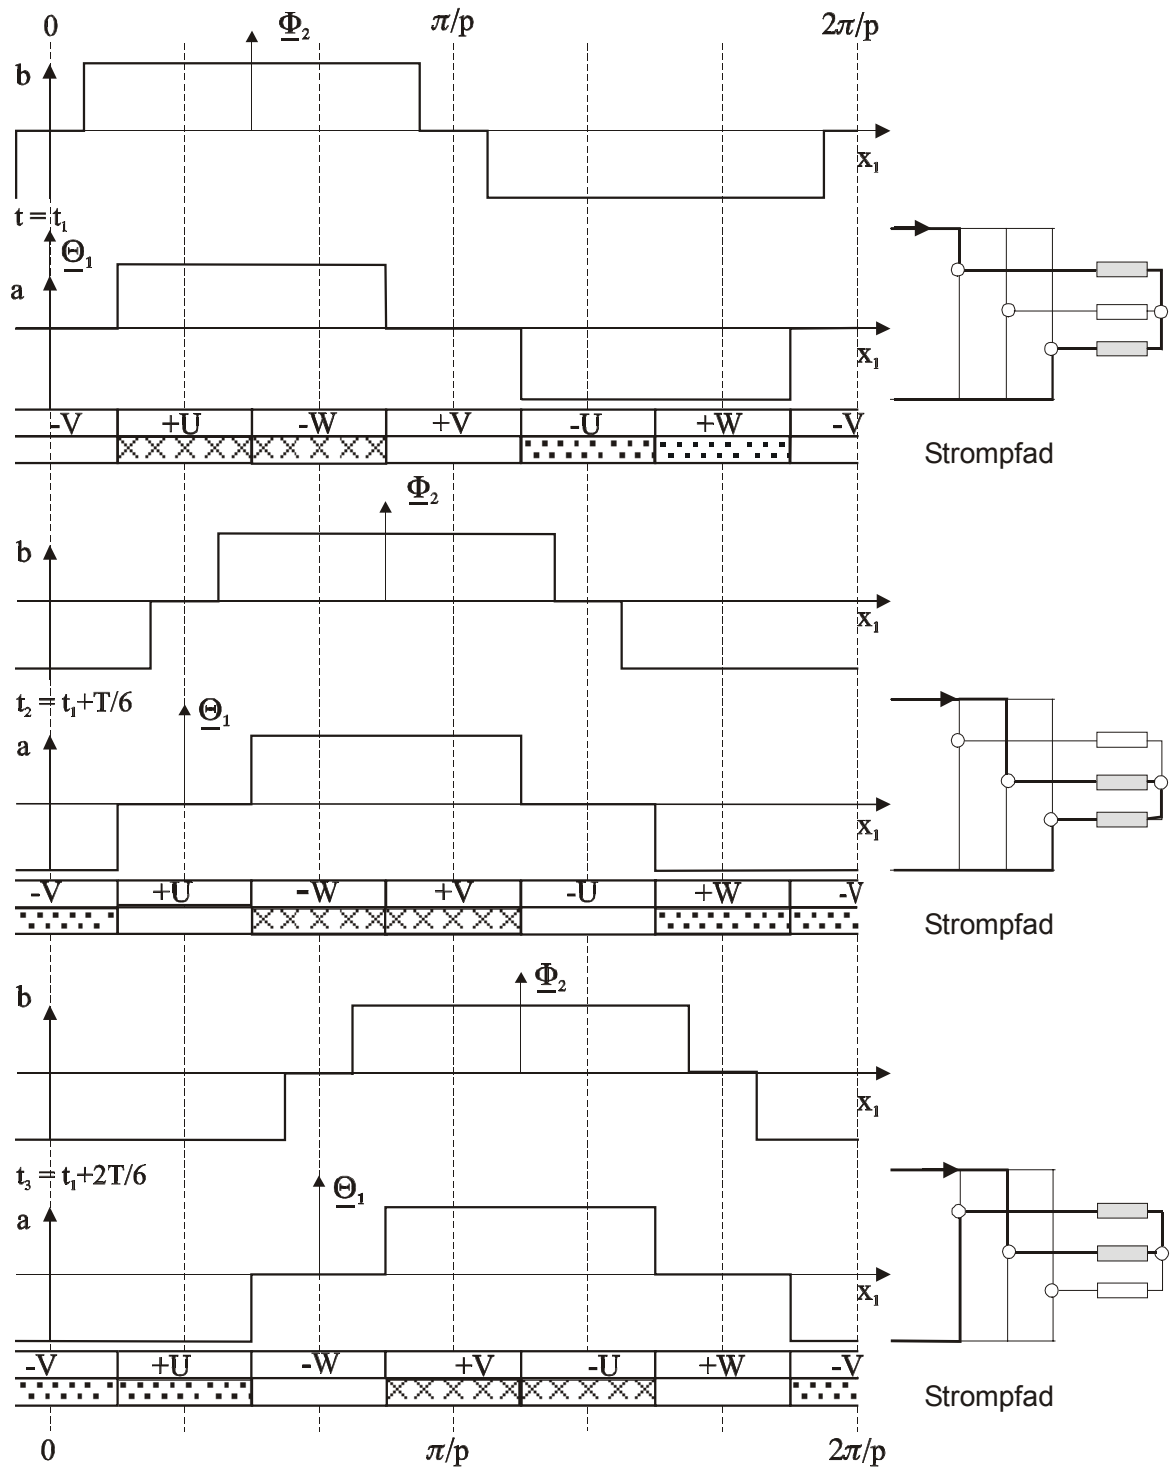 0 π/p 2π/p
Φ₂
b
x₁
t = t₁
Θ₁
a
x₁
-V +U -W +V -U +W -V
Strompfad
Φ₂
b
x₁
t₂ = t₁+T/6
Θ₁
a
x₁
-V +U -W +V -U +W -V
Strompfad
Φ₂
b
x₁
t₃ = t₁+2T/6
Θ₁
a
x₁
-V +U -W +V -U +W -V
Strompfad
0 π/p 2π/p